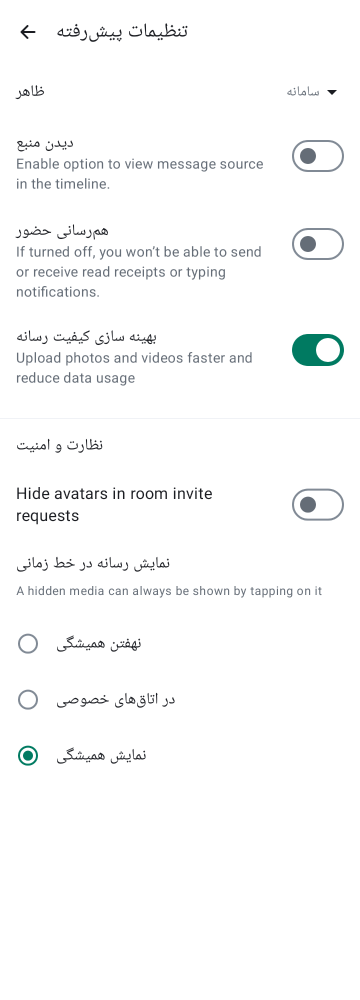 تنظیمات پیش‌رفته
ظاهر
سامانه
دیدن منبع
Enable option to view message source
in the timeline.
هم‌رسانی حضور
If turned off, you won’t be able to send
or receive read receipts or typing
notifications.
بهینه سازی کیفیت رسانه
Upload photos and videos faster and
reduce data usage
نظارت و امنیت
Hide avatars in room invite
requests
نمایش رسانه در خط زمانی
A hidden media can always be shown by tapping on it
نهفتن همیشگی
در اتاق‌های خصوصی
نمایش همیشگی